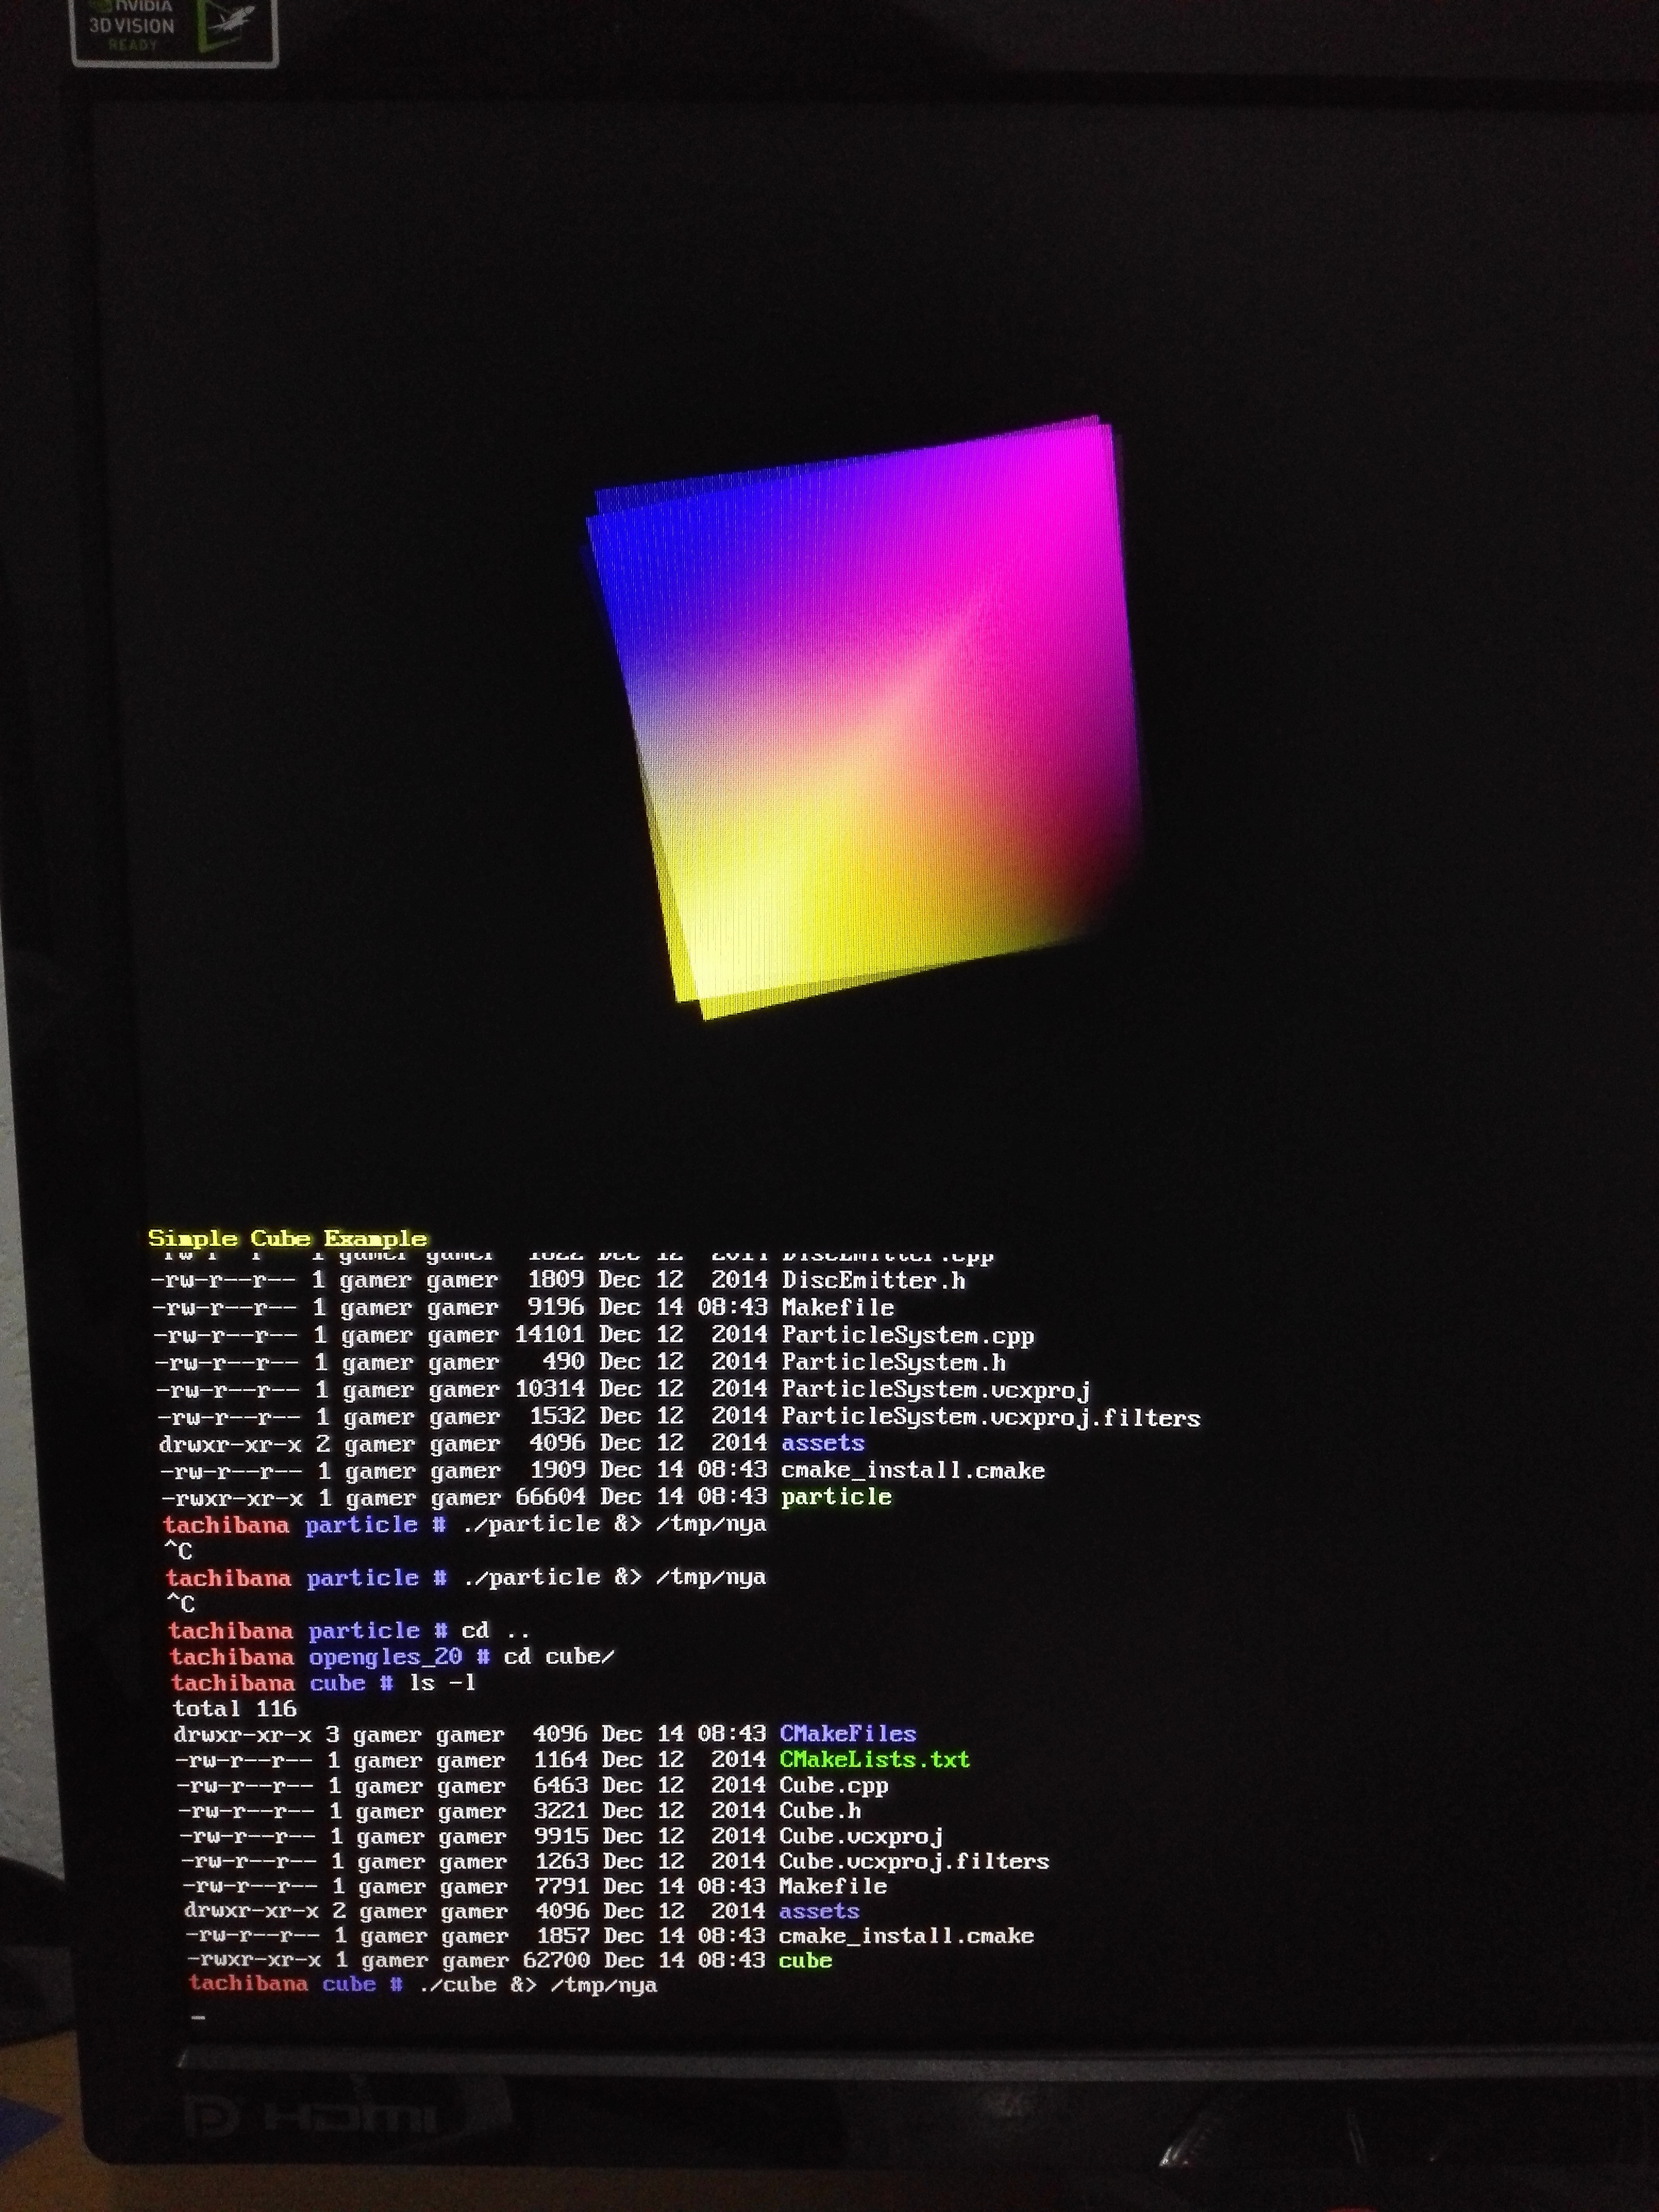 NVIDIA
3D VISION
READY
Simple Cube Example
-rw-r--r-- 1 gamer gamer 1822 Dec 12 2014 DiscEmitter.cpp
-rw-r--r-- 1 gamer gamer 1809 Dec 12 2014 DiscEmitter.h
-rw-r--r-- 1 gamer gamer 9196 Dec 14 08:43 Makefile
-rw-r--r-- 1 gamer gamer 14101 Dec 12 2014 ParticleSystem.cpp
-rw-r--r-- 1 gamer gamer 490 Dec 12 2014 ParticleSystem.h
-rw-r--r-- 1 gamer gamer 10314 Dec 12 2014 ParticleSystem.vcxproj
-rw-r--r-- 1 gamer gamer 1532 Dec 12 2014 ParticleSystem.vcxproj.filters
drwxr-xr-x 2 gamer gamer 4096 Dec 12 2014 assets
-rw-r--r-- 1 gamer gamer 1909 Dec 14 08:43 cmake_install.cmake
-rwxr-xr-x 1 gamer gamer 66604 Dec 14 08:43 particle
tachibana particle # ./particle &> /tmp/nya
^C
tachibana particle # ./particle &> /tmp/nya
^C
tachibana particle # cd ..
tachibana opengles_20 # cd cube/
tachibana cube # ls -l
total 116
drwxr-xr-x 3 gamer gamer 4096 Dec 14 08:43 CMakeFiles
-rw-r--r-- 1 gamer gamer 1164 Dec 12 2014 CMakeLists.txt
-rw-r--r-- 1 gamer gamer 6463 Dec 12 2014 Cube.cpp
-rw-r--r-- 1 gamer gamer 3221 Dec 12 2014 Cube.h
-rw-r--r-- 1 gamer gamer 9915 Dec 12 2014 Cube.vcxproj
-rw-r--r-- 1 gamer gamer 1263 Dec 12 2014 Cube.vcxproj.filters
-rw-r--r-- 1 gamer gamer 7791 Dec 14 08:43 Makefile
drwxr-xr-x 2 gamer gamer 4096 Dec 12 2014 assets
-rw-r--r-- 1 gamer gamer 1857 Dec 14 08:43 cmake_install.cmake
-rwxr-xr-x 1 gamer gamer 62700 Dec 14 08:43 cube
tachibana cube # ./cube &> /tmp/nya
_
HDMI